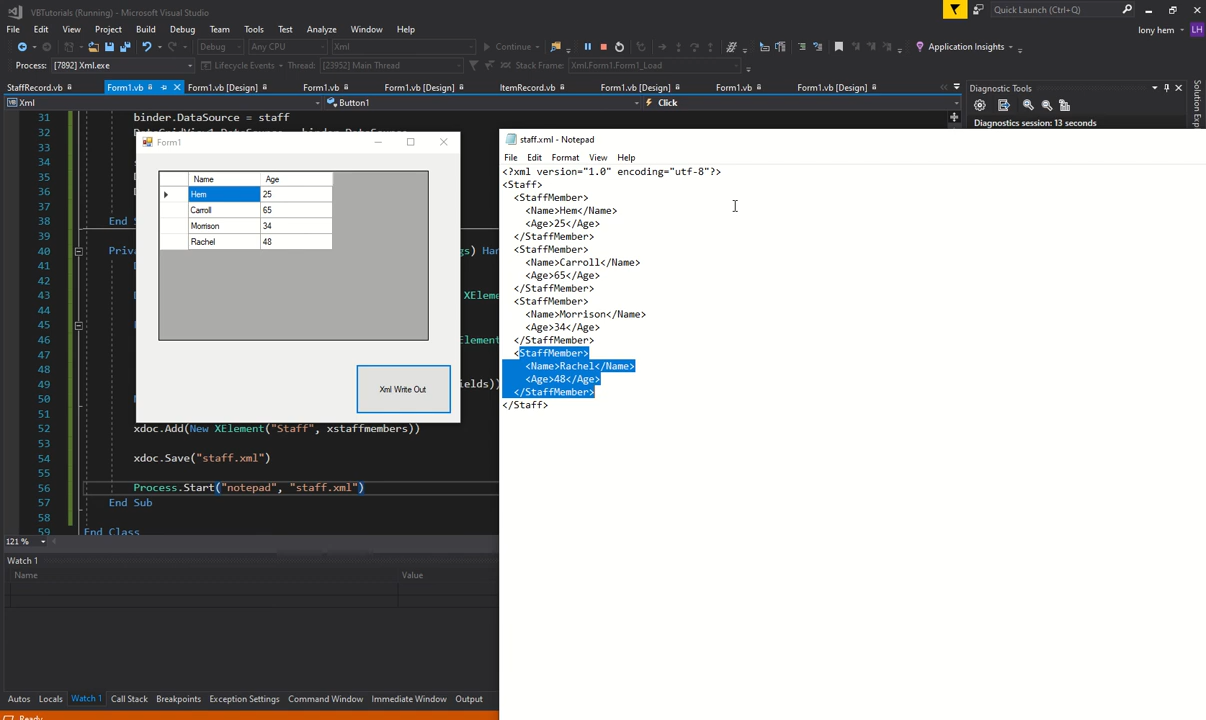 VBTutorials (Running) - Microsoft Visual Studio
Quick Launch (Ctrl+Q)
File Edit View Project Build Debug Team Tools Test Analyze Window Help
lony hem LH
Debug Any CPU Xml Continue Application Insights
Process: [7892] Xml.exe Lifecycle Events Thread: [23952] Main Thread Stack Frame: Xml.Form1.Form1_Load
StaffRecord.vb Form1.vb Form1.vb [Design] Form1.vb Form1.vb [Design] ItemRecord.vb Form1.vb [Design] Form1.vb Form1.vb [Design]
Diagnostic Tools
Solution Exp
Xml Button1 Click
Diagnostics session: 13 seconds
31 binder.DataSource = staff
32
33
34
35
36
37
38 End S
39
40 Priva gs) Han
41
42
43 XEle
44
45
46 Element
47
48
49 ields))
50
51
52 xdoc.Add(New XElement("Staff", xstaffmembers))
53
54 xdoc.Save("staff.xml")
55
56 Process.Start("notepad", "staff.xml")
57 End Sub
58
59 End Class
Form1
Name Age
Hem 25
Carroll 65
Morrison 34
Rachel 48
Xml Write Out
staff.xml - Notepad
File Edit Format View Help
<?xml version="1.0" encoding="utf-8"?>
<Staff>
<StaffMember>
<Name>Hem</Name>
<Age>25</Age>
</StaffMember>
<StaffMember>
<Name>Carroll</Name>
<Age>65</Age>
</StaffMember>
<StaffMember>
<Name>Morrison</Name>
<Age>34</Age>
</StaffMember>
<StaffMember>
<Name>Rachel</Name>
<Age>48</Age>
</StaffMember>
</Staff>
121 %
Watch 1
Name Value
Autos Locals Watch 1 Call Stack Breakpoints Exception Settings Command Window Immediate Window Output
Ready